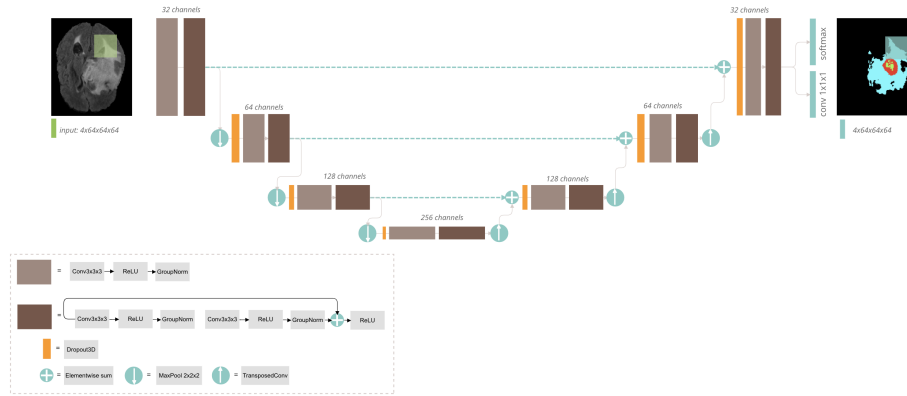 32 channels
32 channels
softmax
conv 1x1x1
input: 4x64x64x64
4x64x64x64
64 channels
64 channels
128 channels
128 channels
256 channels
= Conv3x3x3 ReLU GroupNorm
= Conv3x3x3 ReLU GroupNorm Conv3x3x3 ReLU GroupNorm ReLU
= Dropout3D
= Elementwise sum = MaxPool 2x2x2 = TransposedConv